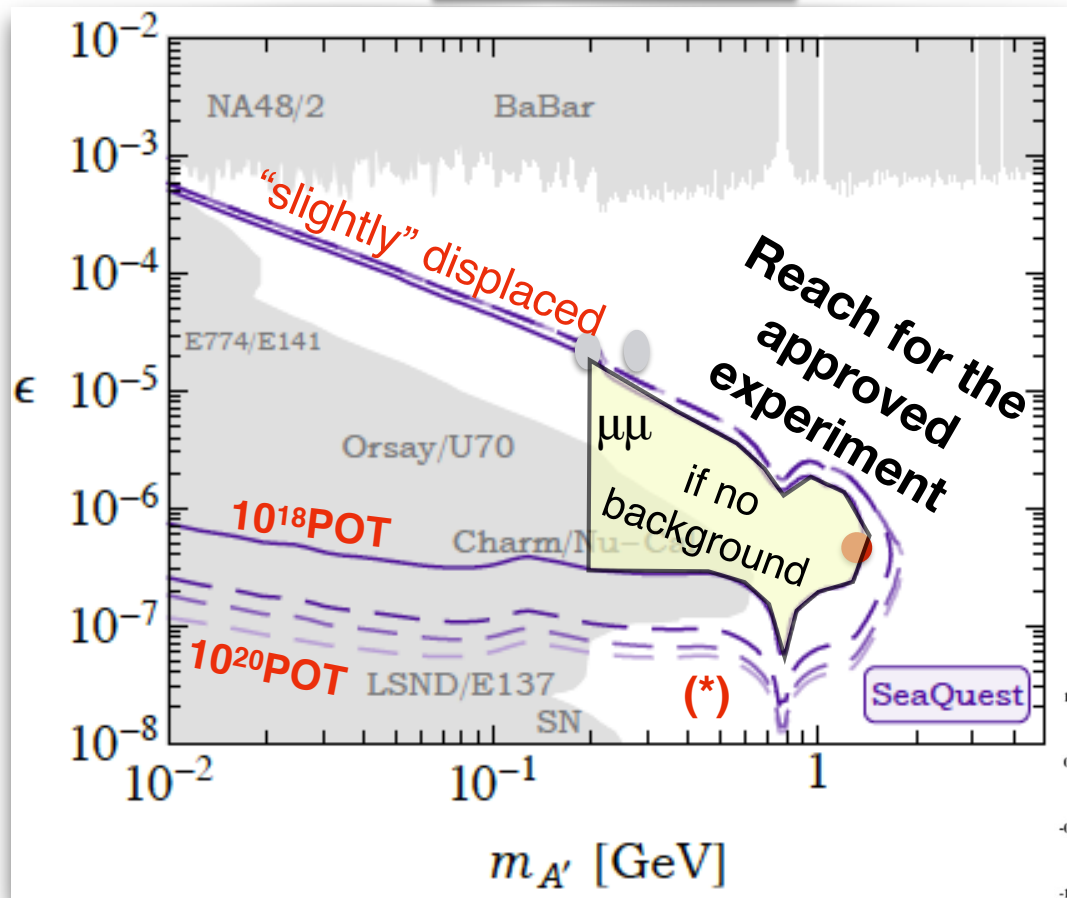 10⁻²
10⁻³
10⁻⁴
10⁻⁵
10⁻⁶
10⁻⁷
10⁻⁸
ϵ
NA48/2
BaBar
“slightly” displaced
Reach for the
approved
experiment
E774/E141
Orsay/U70
μμ
if no
background
10¹⁸POT
Charm/Nu-Cal
10²⁰POT
LSND/E137
(*)
SeaQuest
SN
10⁻²
10⁻¹
1
m_A′ [GeV]